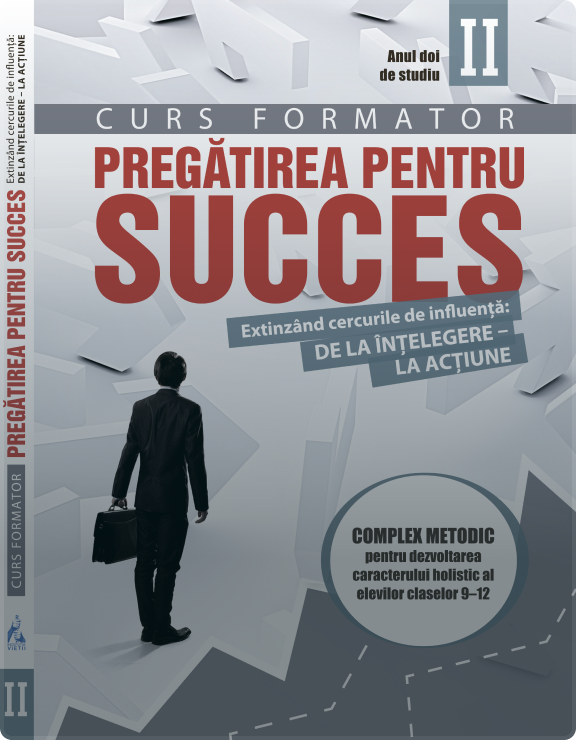 Anul doi
de studiu
II
CURS FORMATOR
PREGĂTIREA PENTRU
SUCCES
Extinzând cercurile de influență:
DE LA ÎNȚELEGERE –
LA ACȚIUNE
COMPLEX METODIC
pentru dezvoltarea
caracterului holistic al
elevilor claselor 9–12
Extinzând cercurile de influență:
DE LA ÎNȚELEGERE – LA ACȚIUNE
PREGĂTIREA PENTRU SUCCES
CURS FORMATOR
II